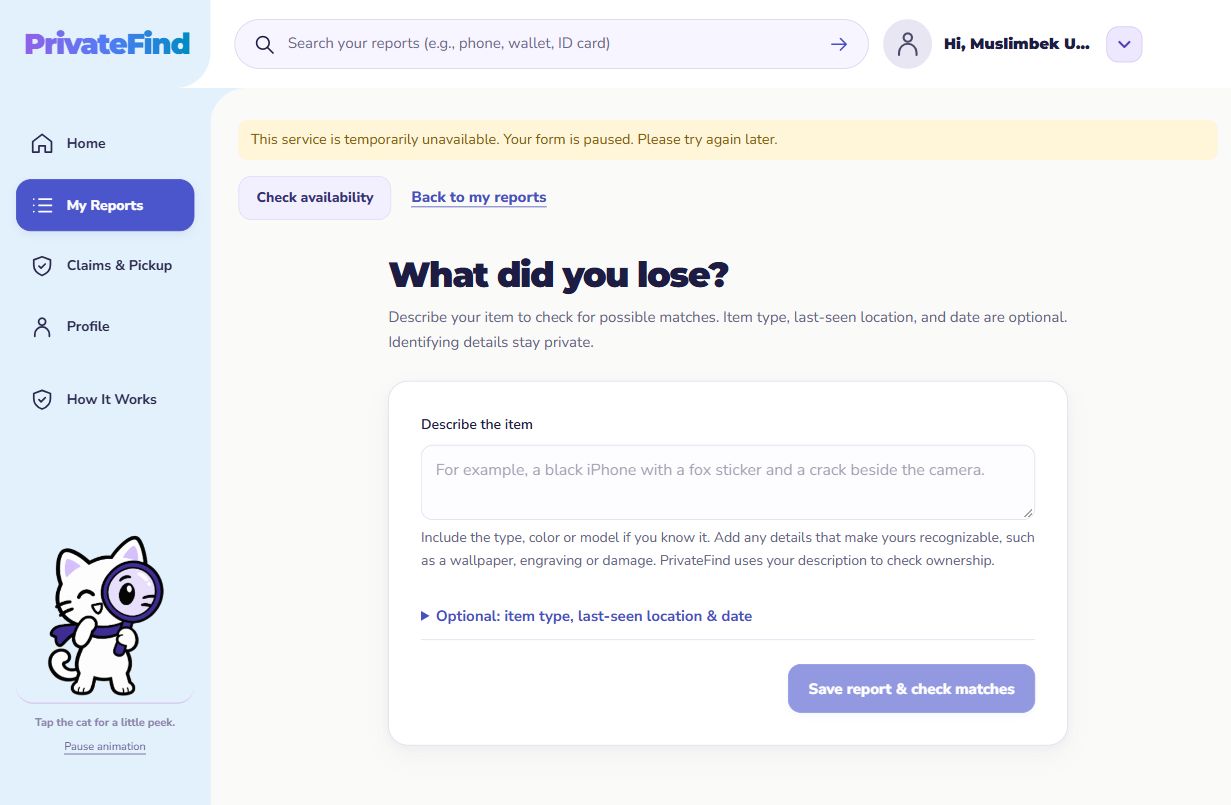 PrivateFind
Search your reports (e.g., phone, wallet, ID card)
Hi, Muslimbek U...
Home
My Reports
Claims & Pickup
Profile
How It Works
Tap the cat for a little peek.
Pause animation
This service is temporarily unavailable. Your form is paused. Please try again later.
Check availability
Back to my reports
What did you lose?
Describe your item to check for possible matches. Item type, last-seen location, and date are optional.
Identifying details stay private.
Describe the item
For example, a black iPhone with a fox sticker and a crack beside the camera.
Include the type, color or model if you know it. Add any details that make yours recognizable, such
as a wallpaper, engraving or damage. PrivateFind uses your description to check ownership.
Optional: item type, last-seen location & date
Save report & check matches